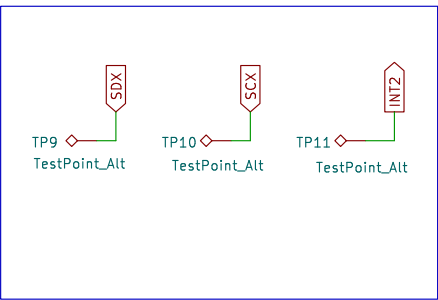 SDX
SCX
INT2
TP9
TP10
TP11
TestPoint_Alt
TestPoint_Alt
TestPoint_Alt